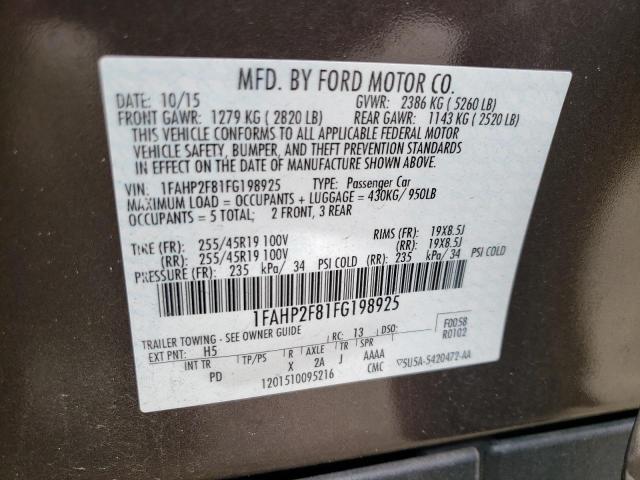 MFD. BY FORD MOTOR CO.
DATE: 10/15 GVWR: 2386 KG ( 5260 LB)
FRONT GAWR: 1279 KG ( 2820 LB) REAR GAWR: 1143 KG ( 2520 LB)
THIS VEHICLE CONFORMS TO ALL APPLICABLE FEDERAL MOTOR
VEHICLE SAFETY, BUMPER, AND THEFT PREVENTION STANDARDS
IN EFFECT ON THE DATE OF MANUFACTURE SHOWN ABOVE.
VIN: 1FAHP2F81FG198925 TYPE: Passenger Car
MAXIMUM LOAD = OCCUPANTS + LUGGAGE = 430KG/ 950LB
OCCUPANTS = 5 TOTAL; 2 FRONT, 3 REAR
TIRE (FR): 255/45R19 100V RIMS (FR): 19X8.5J
(RR): 255/45R19 100V (RR): 19X8.5J
PRESSURE (FR): 235 kPa/ 34 PSI COLD (RR): 235 kPa/ 34 PSI COLD
1FAHP2F81FG198925
TRAILER TOWING - SEE OWNER GUIDE RC: 13 DSO: F0058
EXT PNT: H5 R AXLE TR SPR R0102
INT TR TP/PS X 2A J AAAA
PD CMC ▽5U5A-5420472-AA
1201510095216